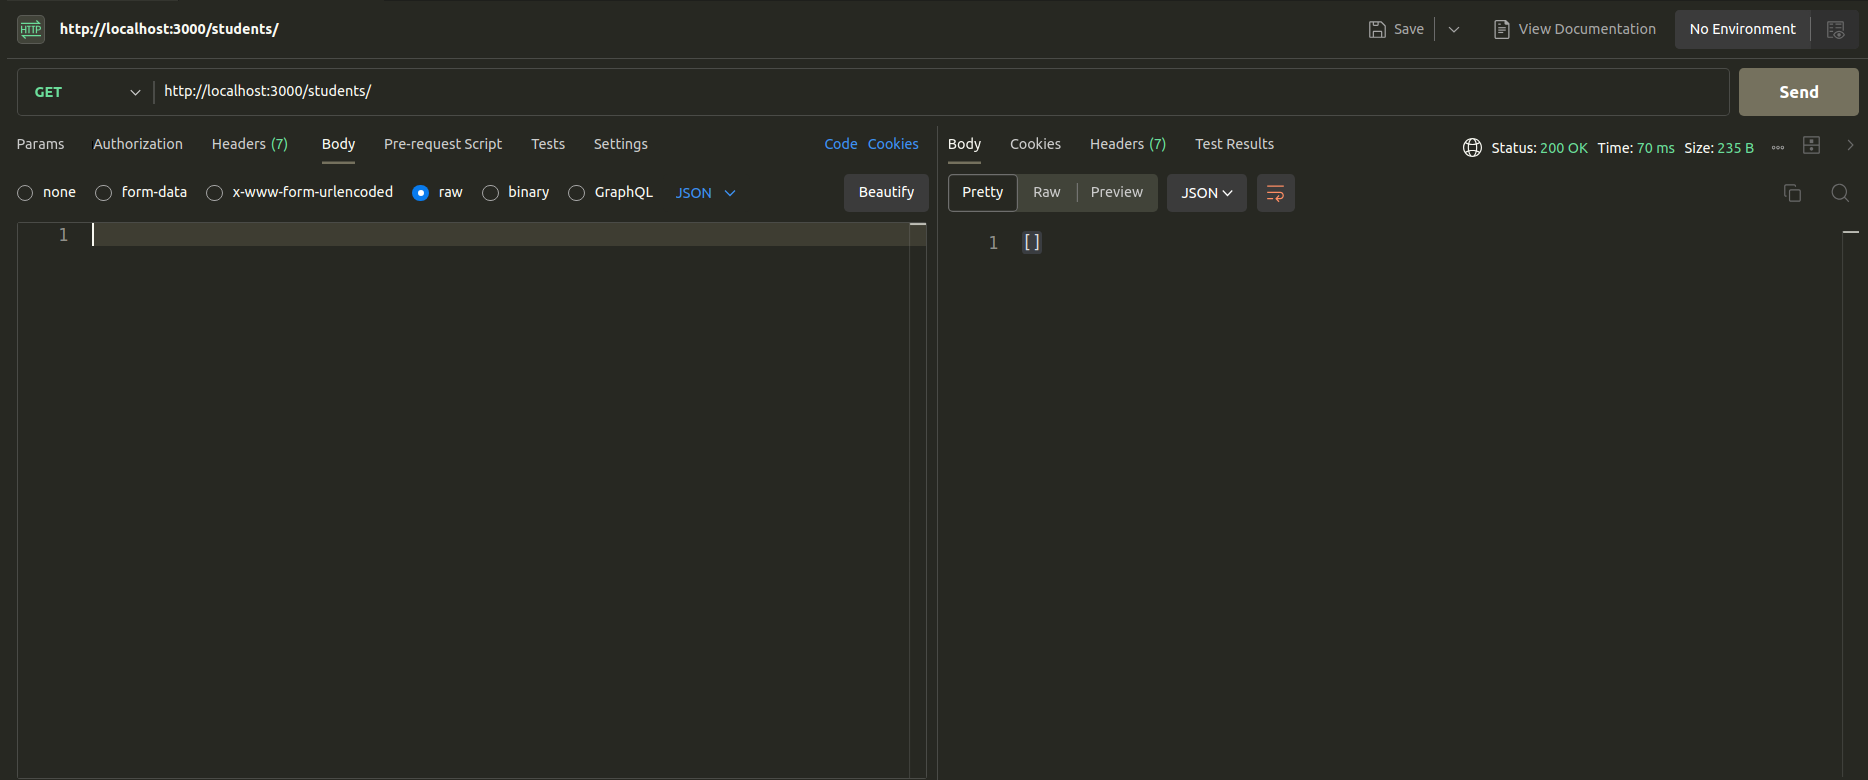 HTTP http://localhost:3000/students/ Save View Documentation No Environment
GET http://localhost:3000/students/ Send
Params Authorization Headers (7) Body Pre-request Script Tests Settings Code Cookies
none form-data x-www-form-urlencoded raw binary GraphQL JSON Beautify
1
Body Cookies Headers (7) Test Results Status: 200 OK Time: 70 ms Size: 235 B
Pretty Raw Preview JSON
1 []